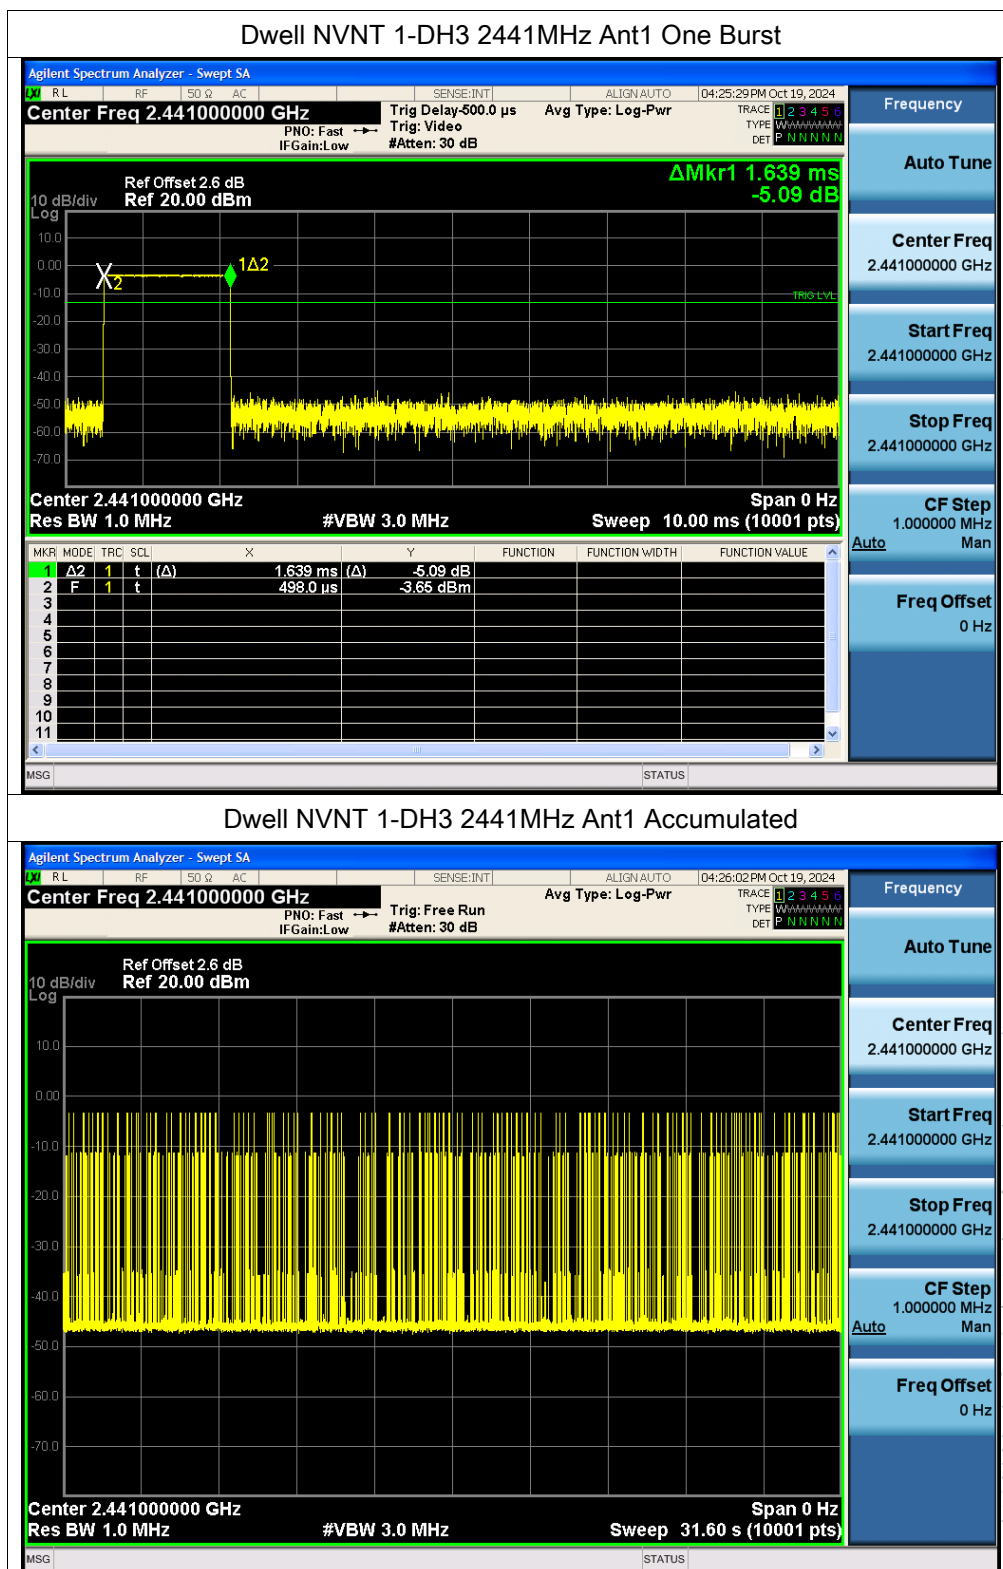 Dwell NVNT 1-DH3 2441MHz Ant1 One Burst
Agilent Spectrum Analyzer - Swept SA
LXI RL RF 50 Ω AC SENSE:INT ALIGN AUTO 04:25:29 PM Oct 19, 2024
Center Freq 2.441000000 GHz
PNO: Fast
IFGain:Low
Trig Delay-500.0 µs
Trig: Video
#Atten: 30 dB
Avg Type: Log-Pwr
TRACE 1 2 3 4 5 6
TYPE WWWWWW
DET P N N N N N
Frequency
Auto Tune
Center Freq
2.441000000 GHz
Start Freq
2.441000000 GHz
Stop Freq
2.441000000 GHz
CF Step
1.000000 MHz
Auto Man
Freq Offset
0 Hz
ΔMkr1 1.639 ms
-5.09 dB
Ref Offset 2.6 dB
10 dB/div Ref 20.00 dBm
Log
10.0
0.00
-10.0
-20.0
-30.0
-40.0
-50.0
-60.0
-70.0
2
1Δ2
TRIG LVL
Center 2.441000000 GHz Span 0 Hz
Res BW 1.0 MHz #VBW 3.0 MHz Sweep 10.00 ms (10001 pts)
MKR MODE TRC SCL X Y FUNCTION FUNCTION WIDTH FUNCTION VALUE
1 Δ2 1 t (Δ) 1.639 ms (Δ) -5.09 dB
2 F 1 t 498.0 µs -3.65 dBm
3
4
5
6
7
8
9
10
11
MSG STATUS
Dwell NVNT 1-DH3 2441MHz Ant1 Accumulated
Agilent Spectrum Analyzer - Swept SA
LXI RL RF 50 Ω AC SENSE:INT ALIGN AUTO 04:26:02 PM Oct 19, 2024
Center Freq 2.441000000 GHz
PNO: Fast
IFGain:Low
Trig: Free Run
#Atten: 30 dB
Avg Type: Log-Pwr
TRACE 1 2 3 4 5 6
TYPE WWWWWW
DET P N N N N N
Frequency
Auto Tune
Center Freq
2.441000000 GHz
Start Freq
2.441000000 GHz
Stop Freq
2.441000000 GHz
CF Step
1.000000 MHz
Auto Man
Freq Offset
0 Hz
Ref Offset 2.6 dB
10 dB/div Ref 20.00 dBm
Log
10.0
0.00
-10.0
-20.0
-30.0
-40.0
-50.0
-60.0
-70.0
Center 2.441000000 GHz Span 0 Hz
Res BW 1.0 MHz #VBW 3.0 MHz Sweep 31.60 s (10001 pts)
MSG STATUS